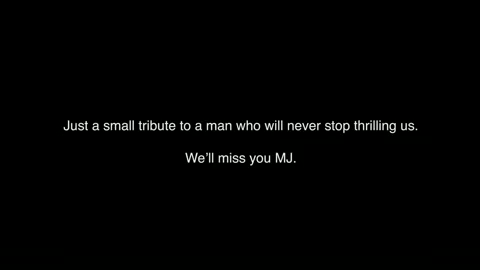 Just a small tribute to a man who will never stop thrilling us.
We'll miss you MJ.